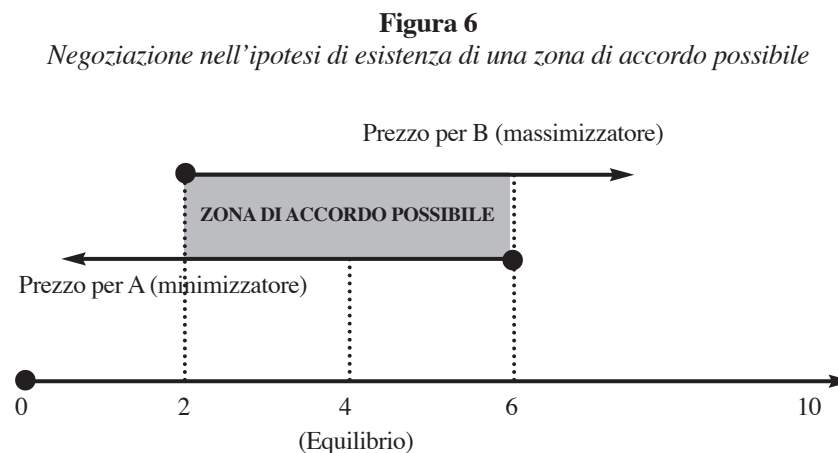 Figura 6
Negoziazione nell'ipotesi di esistenza di una zona di accordo possibile
Prezzo per B (massimizzatore)
ZONA DI ACCORDO POSSIBILE
Prezzo per A (minimizzatore)
0 2 4 6 10
(Equilibrio)